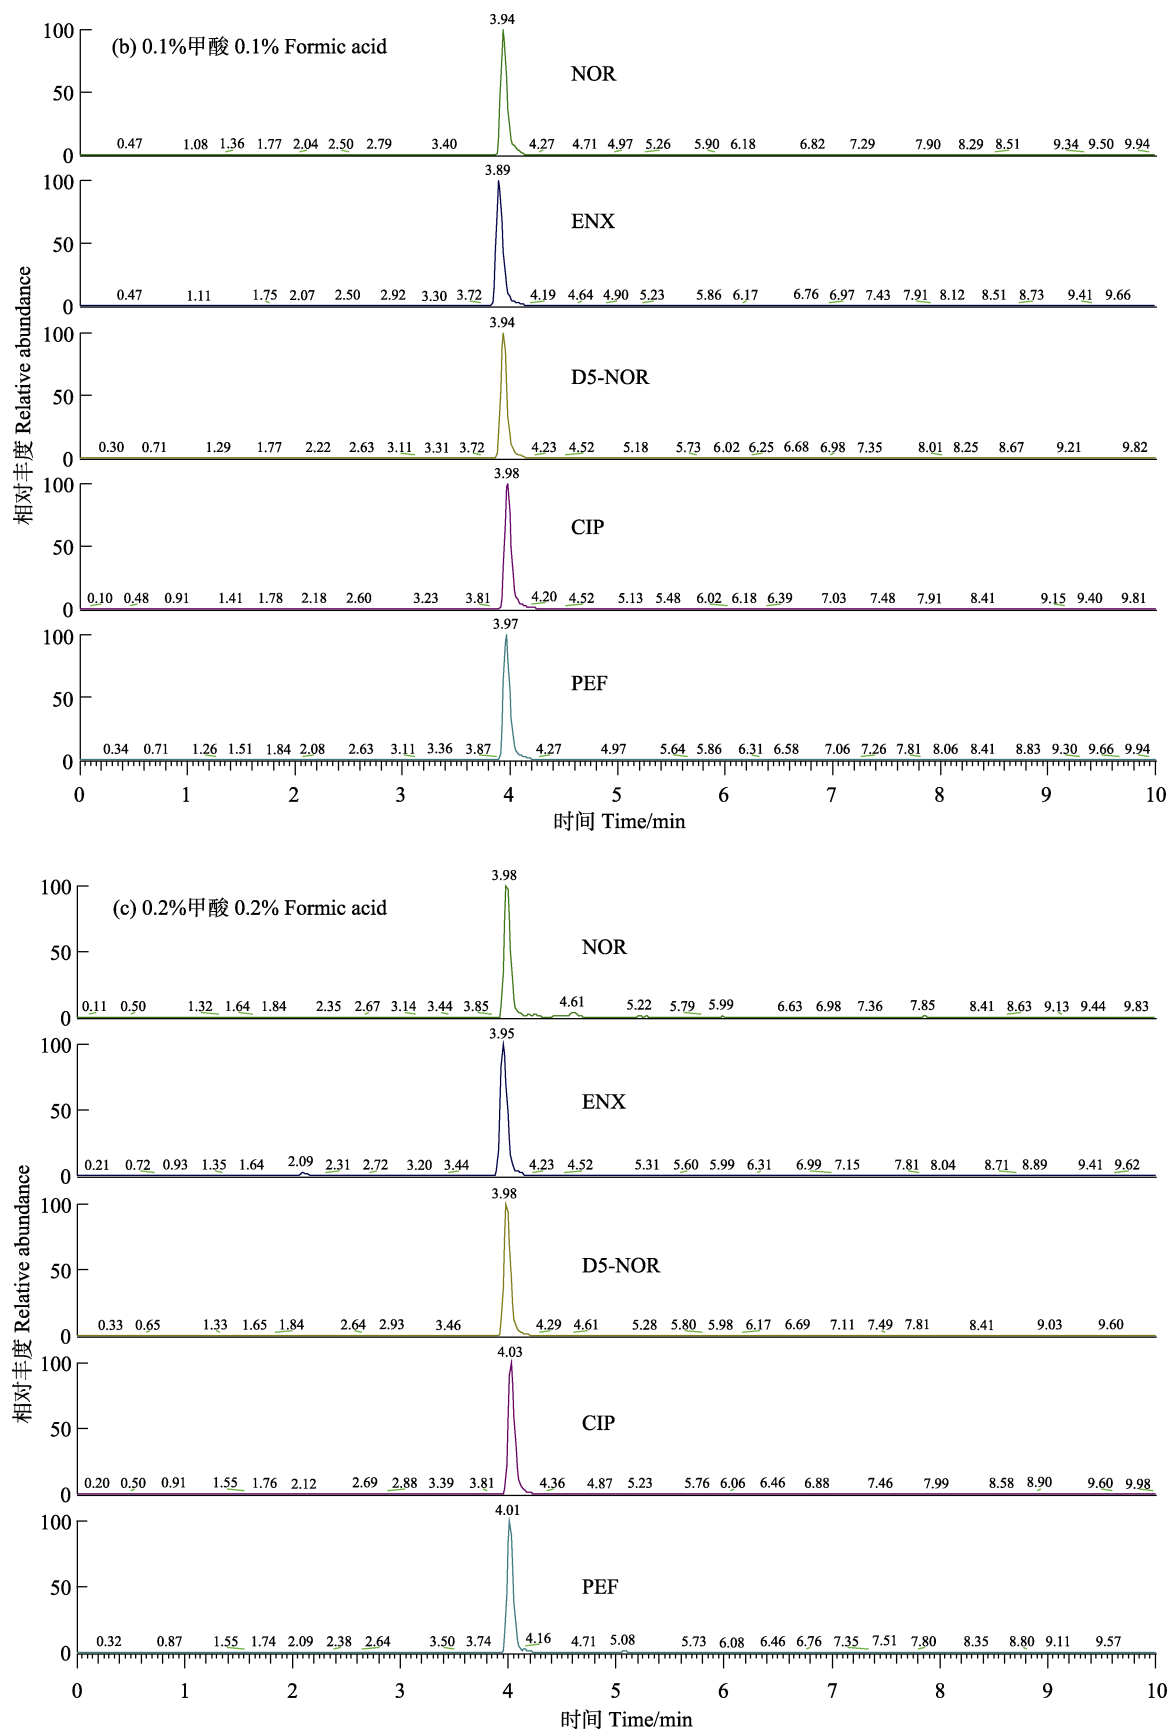 3.94
100
(b) 0.1%甲酸 0.1% Formic acid
NOR
50
0.47 1.08 1.36 1.77 2.04 2.50 2.79 3.40 4.27 4.71 4.97 5.26 5.90 6.18 6.82 7.29 7.90 8.29 8.51 9.34 9.50 9.94
0
3.89
100
ENX
50
0.47 1.11 1.75 2.07 2.50 2.92 3.30 3.72 4.19 4.64 4.90 5.23 5.86 6.17 6.76 6.97 7.43 7.91 8.12 8.51 8.73 9.41 9.66
0
3.94
100
D5-NOR
50
0.30 0.71 1.29 1.77 2.22 2.63 3.11 3.31 3.72 4.23 4.52 5.18 5.73 6.02 6.25 6.68 6.98 7.35 8.01 8.25 8.67 9.21 9.82
0
3.98
100
CIP
50
0.10 0.48 0.91 1.41 1.78 2.18 2.60 3.23 3.81 4.20 4.52 5.13 5.48 6.02 6.18 6.39 7.03 7.48 7.91 8.41 9.15 9.40 9.81
0
3.97
100
PEF
50
0.34 0.71 1.26 1.51 1.84 2.08 2.63 3.11 3.36 3.87 4.27 4.97 5.64 5.86 6.31 6.58 7.06 7.26 7.81 8.06 8.41 8.83 9.30 9.66 9.94
0
0 1 2 3 4 5 6 7 8 9 10
时间 Time/min
相对丰度 Relative abundance
3.98
100
(c) 0.2%甲酸 0.2% Formic acid
NOR
50
0.11 0.50 1.32 1.64 1.84 2.35 2.67 3.14 3.44 3.85 4.61 5.22 5.79 5.99 6.63 6.98 7.36 7.85 8.41 8.63 9.13 9.44 9.83
0
3.95
100
ENX
50
0.21 0.72 0.93 1.35 1.64 2.09 2.31 2.72 3.20 3.44 4.23 4.52 5.31 5.60 5.99 6.31 6.99 7.15 7.81 8.04 8.71 8.89 9.41 9.62
0
3.98
100
D5-NOR
50
0.33 0.65 1.33 1.65 1.84 2.64 2.93 3.46 4.29 4.61 5.28 5.80 5.98 6.17 6.69 7.11 7.49 7.81 8.41 9.03 9.60
0
4.03
100
CIP
50
0.20 0.50 0.91 1.55 1.76 2.12 2.69 2.88 3.39 3.81 4.36 4.87 5.23 5.76 6.06 6.46 6.88 7.46 7.99 8.58 8.90 9.60 9.98
0
4.01
100
PEF
50
0.32 0.87 1.55 1.74 2.09 2.38 2.64 3.50 3.74 4.16 4.71 5.08 5.73 6.08 6.46 6.76 7.35 7.51 7.80 8.35 8.80 9.11 9.57
0
0 1 2 3 4 5 6 7 8 9 10
时间 Time/min
相对丰度 Relative abundance